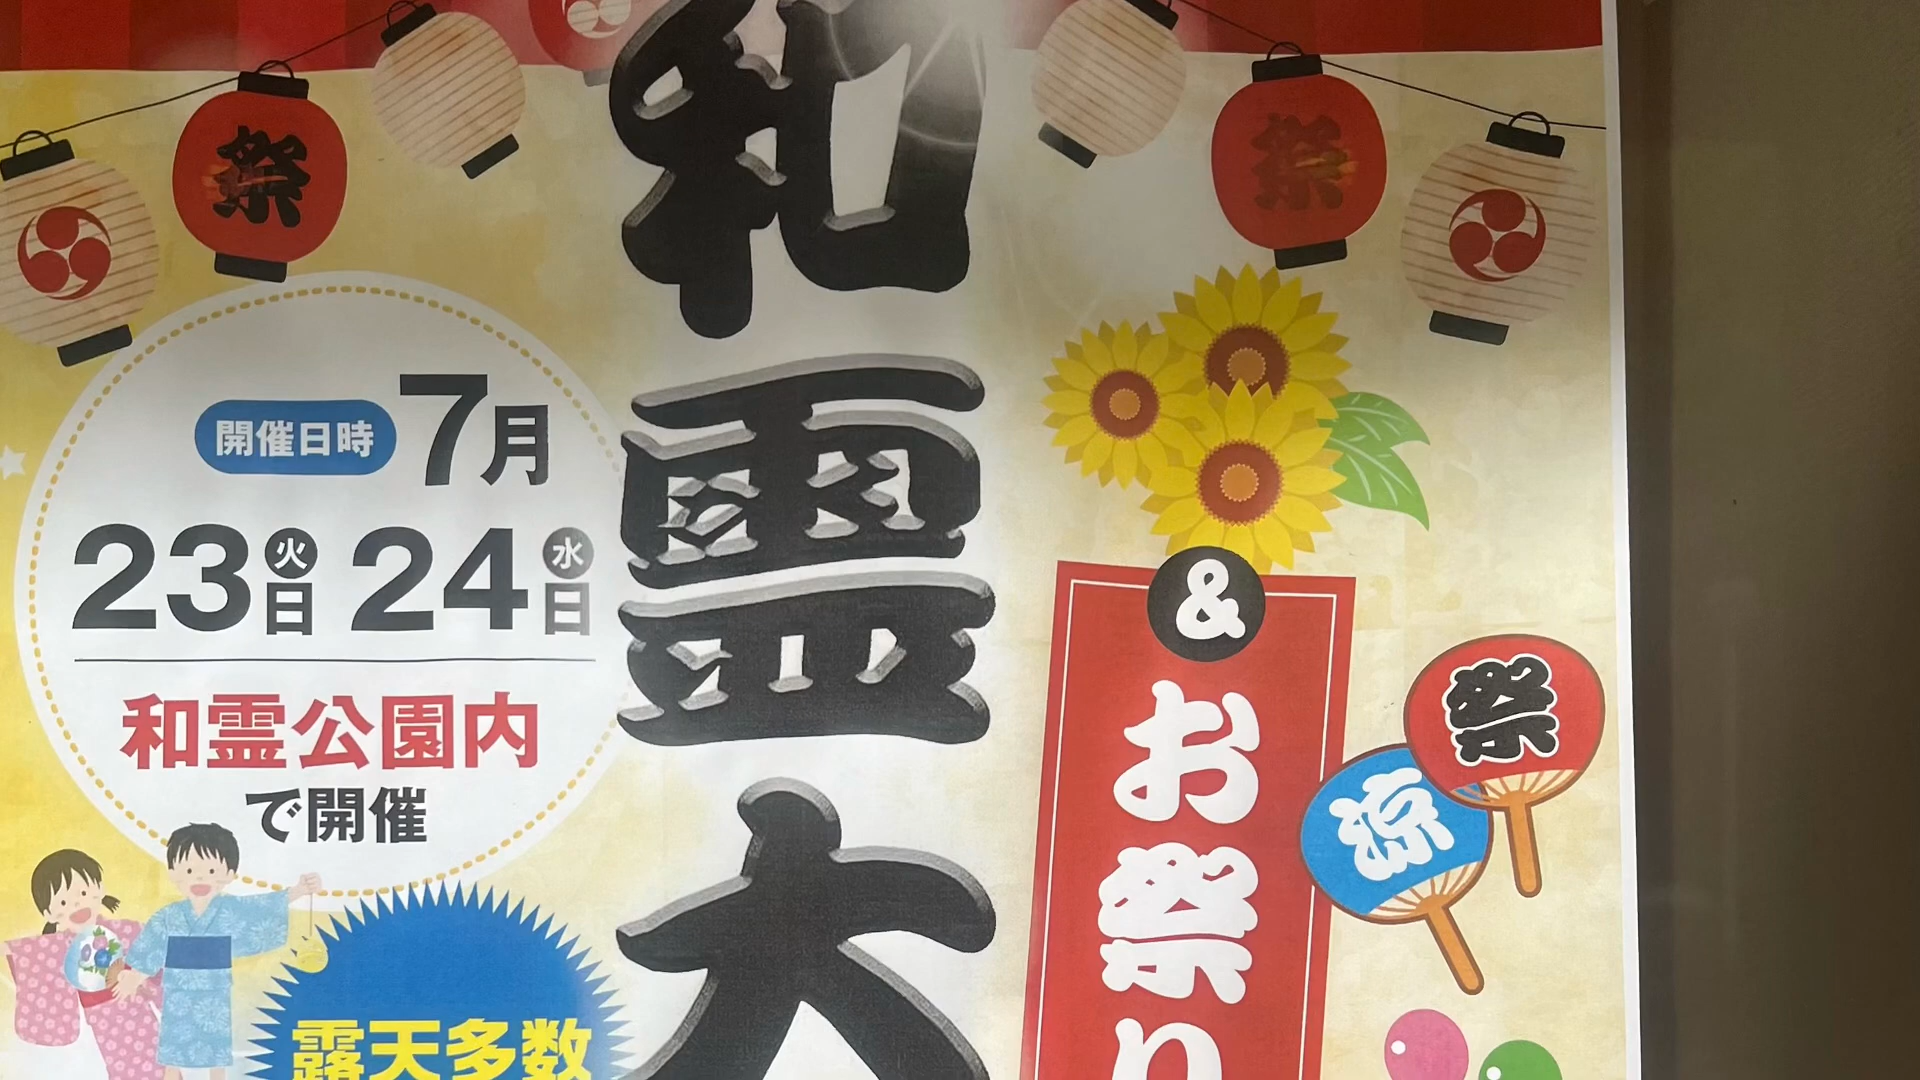 祭
祭
和霊大
開催日時 7月
23日火 24日水
和霊公園内
で開催
露天多数
&
お祭り
祭
涼